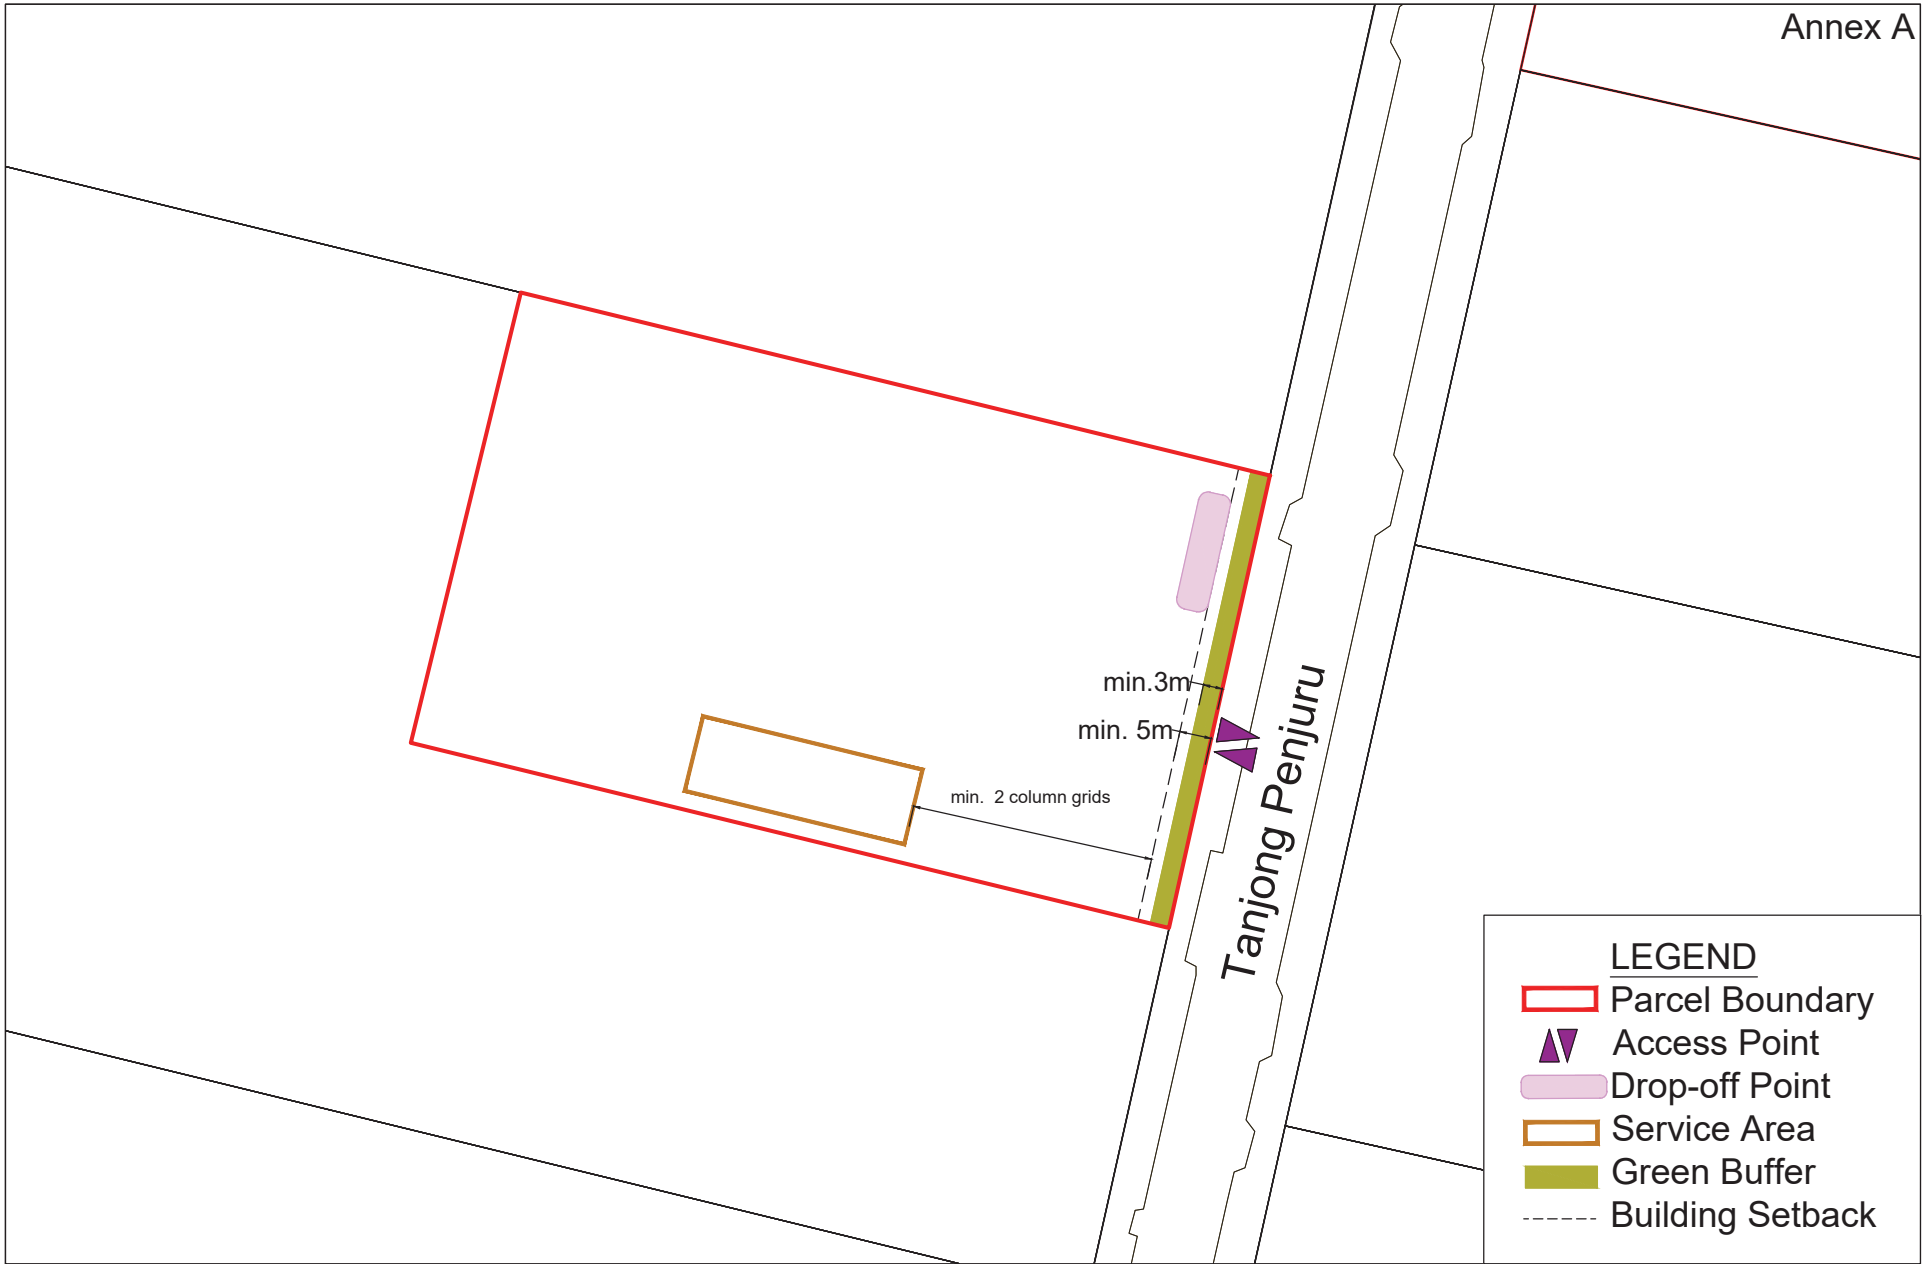 Annex A
min.3m
min. 5m
min. 2 column grids
Tanjong Penjuru
LEGEND
Parcel Boundary
Access Point
Drop-off Point
Service Area
Green Buffer
Building Setback